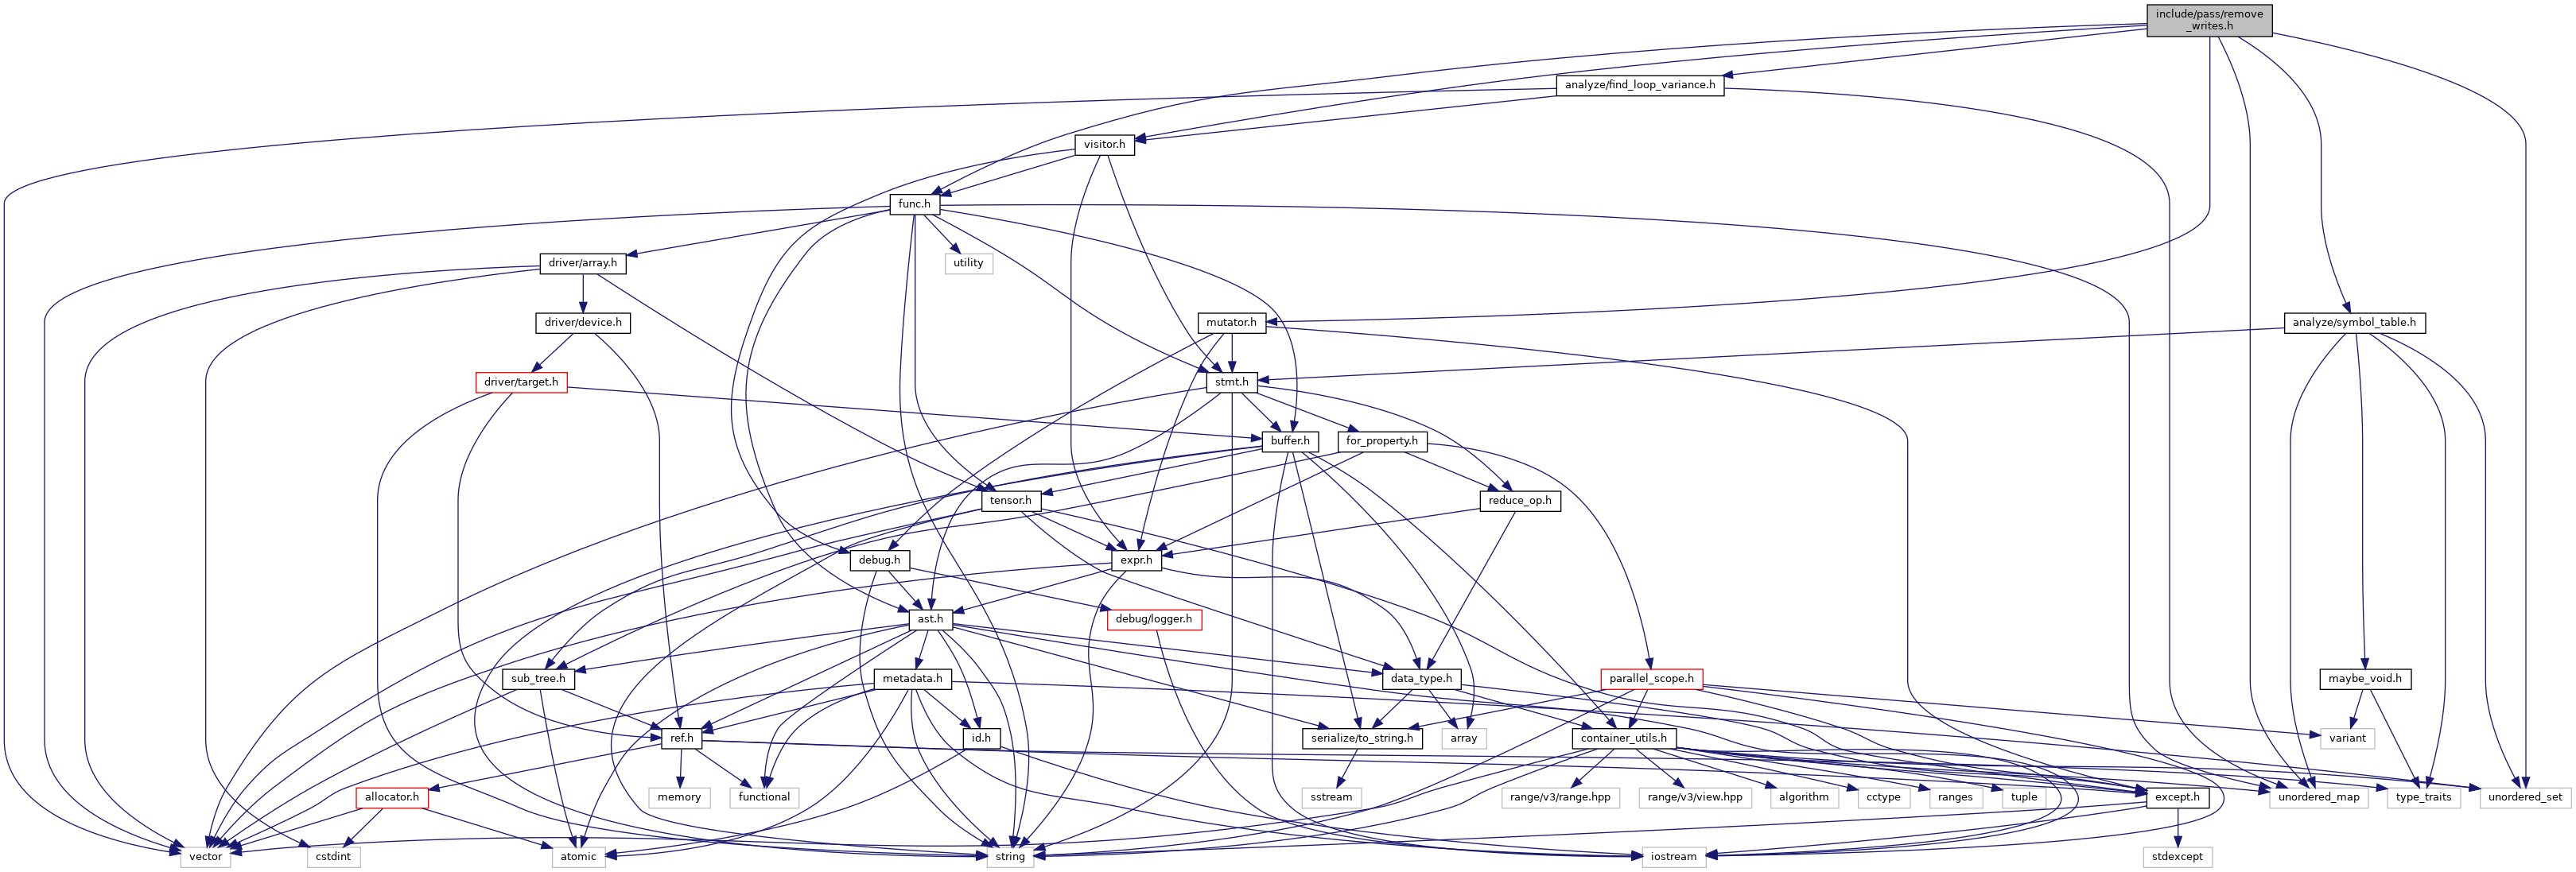 include/pass/remove
_writes.h
analyze/find_loop_variance.h
visitor.h
func.h
driver/array.h
utility
driver/device.h
mutator.h
analyze/symbol_table.h
driver/target.h
stmt.h
buffer.h
for_property.h
tensor.h
reduce_op.h
debug.h
expr.h
ast.h
debug/logger.h
sub_tree.h
metadata.h
data_type.h
parallel_scope.h
maybe_void.h
ref.h
id.h
serialize/to_string.h
array
container_utils.h
variant
allocator.h
memory
functional
sstream
range/v3/range.hpp
range/v3/view.hpp
algorithm
cctype
ranges
tuple
except.h
unordered_map
type_traits
unordered_set
vector
cstdint
atomic
string
iostream
stdexcept